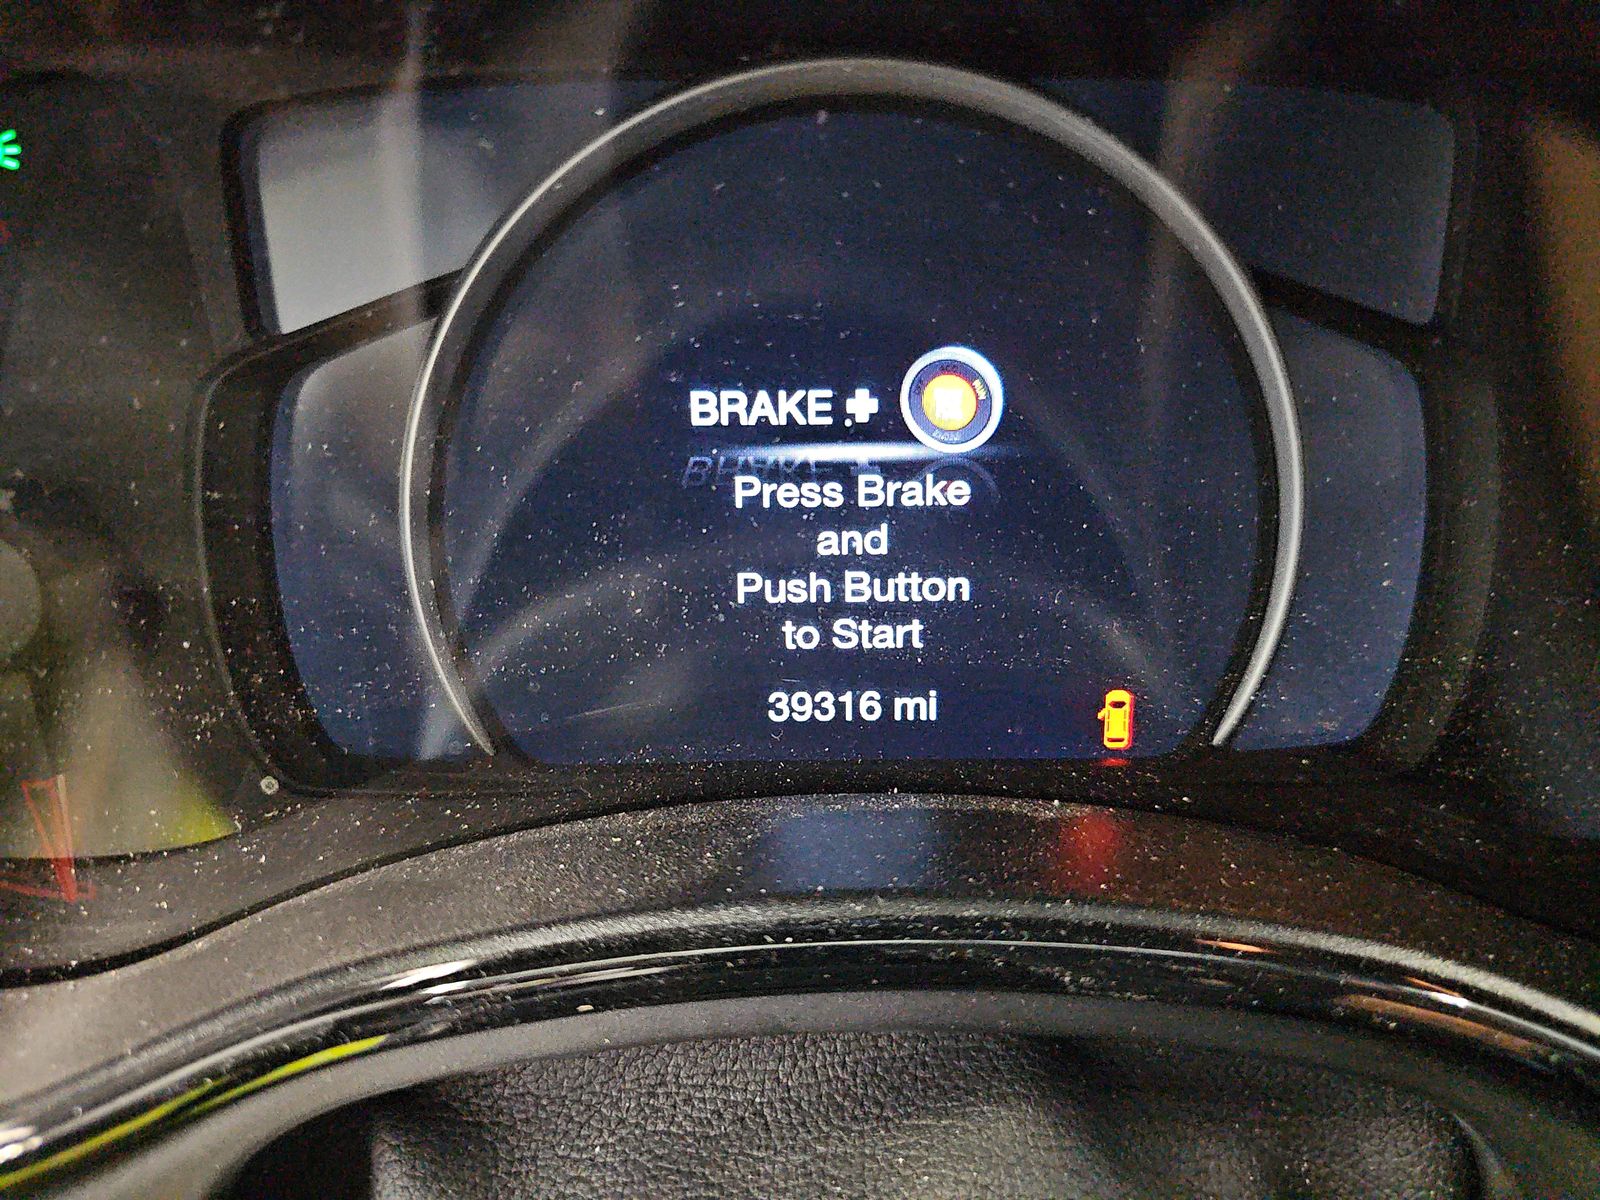 BRAKE +
Press Brake
and
Push Button
to Start
39316 mi